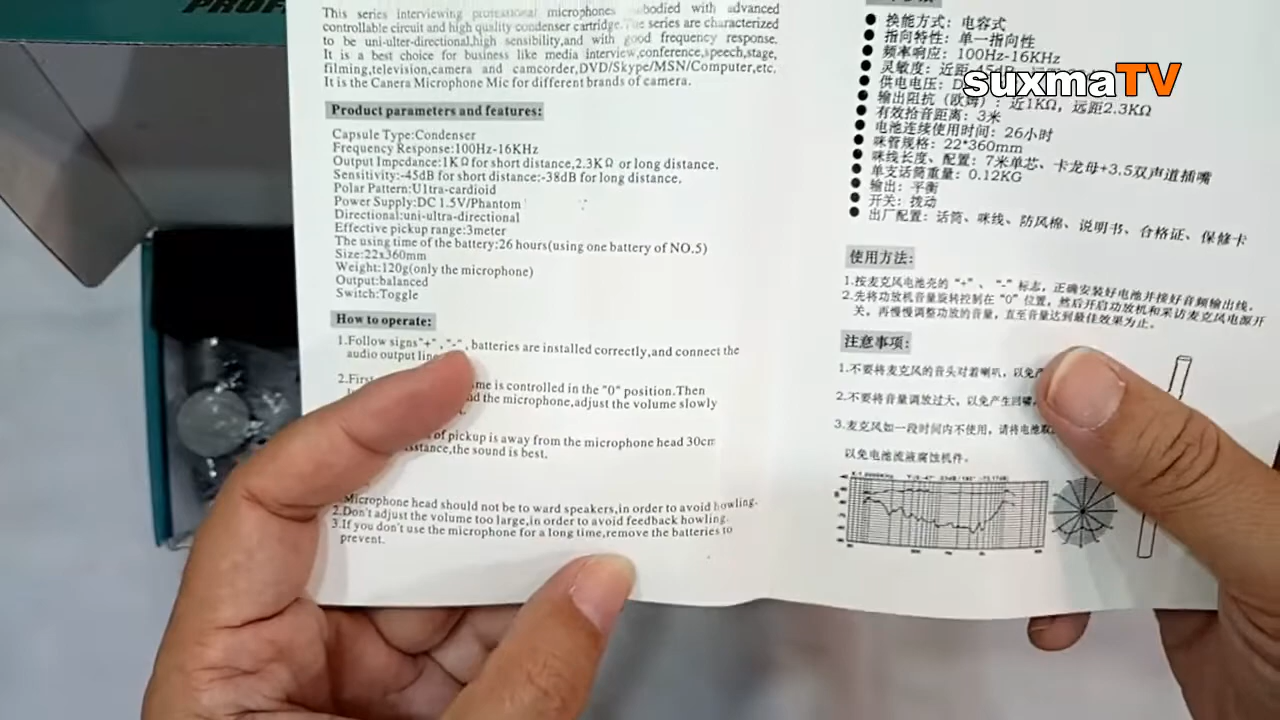 PROF
This series interviewing professional microphones bodied with advanced
controllable circuit and high quality condenser cartridge.The series are characterized
to be uni-ulter-directional,high sensibility,and with good frequency response.
It is a best choice for business like media interview,conference,speech,stage,
filming,television,camera and camcorder,DVD/Skype/MSN/Computer,etc.
It is the Canera Microphone Mic for different brands of camera.
Product parameters and features:
Capsule Type:Condenser
Frequency Response:100Hz-16KHz
Output Impcdance:1KΩ for short distance,2.3KΩ or long distance.
Sensitivity:-45dB for short distance:-38dB for long distance.
Polar Pattern:Ultra-cardioid
Power Supply:DC 1.5V/Phantom
Directional:uni-ultra-directional
Effective pickup range:3meter
The using time of the battery:26 hours(using one battery of NO.5)
Size:22x360mm
Weight:120g(only the microphone)
Output:balanced
Switch:Toggle
How to operate:
1.Follow signs"+" , "-" , batteries are installed correctly,and connect the
audio output line
2.First me is controlled in the "0" position.Then
d the microphone,adjust the volume slowly
of pickup is away from the microphone head 30cm
stance,the sound is best.
Microphone head should not be to ward speakers,in order to avoid howling.
2.Don't adjust the volume too large,in order to avoid feedback howling.
3.If you don't use the microphone for a long time,remove the batteries to
prevent.
● 换能方式: 电容式
● 指向特性: 单一指向性
● 频率响应: 100Hz-16KHz
● 灵敏度: 近距-45dB
● 供电电压: D
● 输出阻抗(欧姆): 近1KΩ, 远距2.3KΩ
● 有效拾音距离: 3米
● 电池连续使用时间: 26小时
● 咪管规格: 22*360mm
● 咪线长度、配置: 7米单芯、卡龙母+3.5双声道插嘴
● 单支话筒重量: 0.12KG
● 输出: 平衡
● 开关: 拨动
● 出厂配置: 话筒、咪线、防风棉、说明书、合格证、保修卡
使用方法:
1.按麦克风电池壳的“+”、“-”标志,正确安装好电池并接好音频输出线。
2.先将功放机音量旋转控制在“0”位置,然后开启功放机和采访麦克风电源开
关,再慢慢调整功放的音量,直至音量达到最佳效果为止。
注意事项:
1.不要将麦克风的音头对着喇叭,以免产
2.不要将音量调放过大,以免产生回啸
3.麦克风如一段时间内不使用,请将电池取
以免电池流液腐蚀机件。
suxmaTV